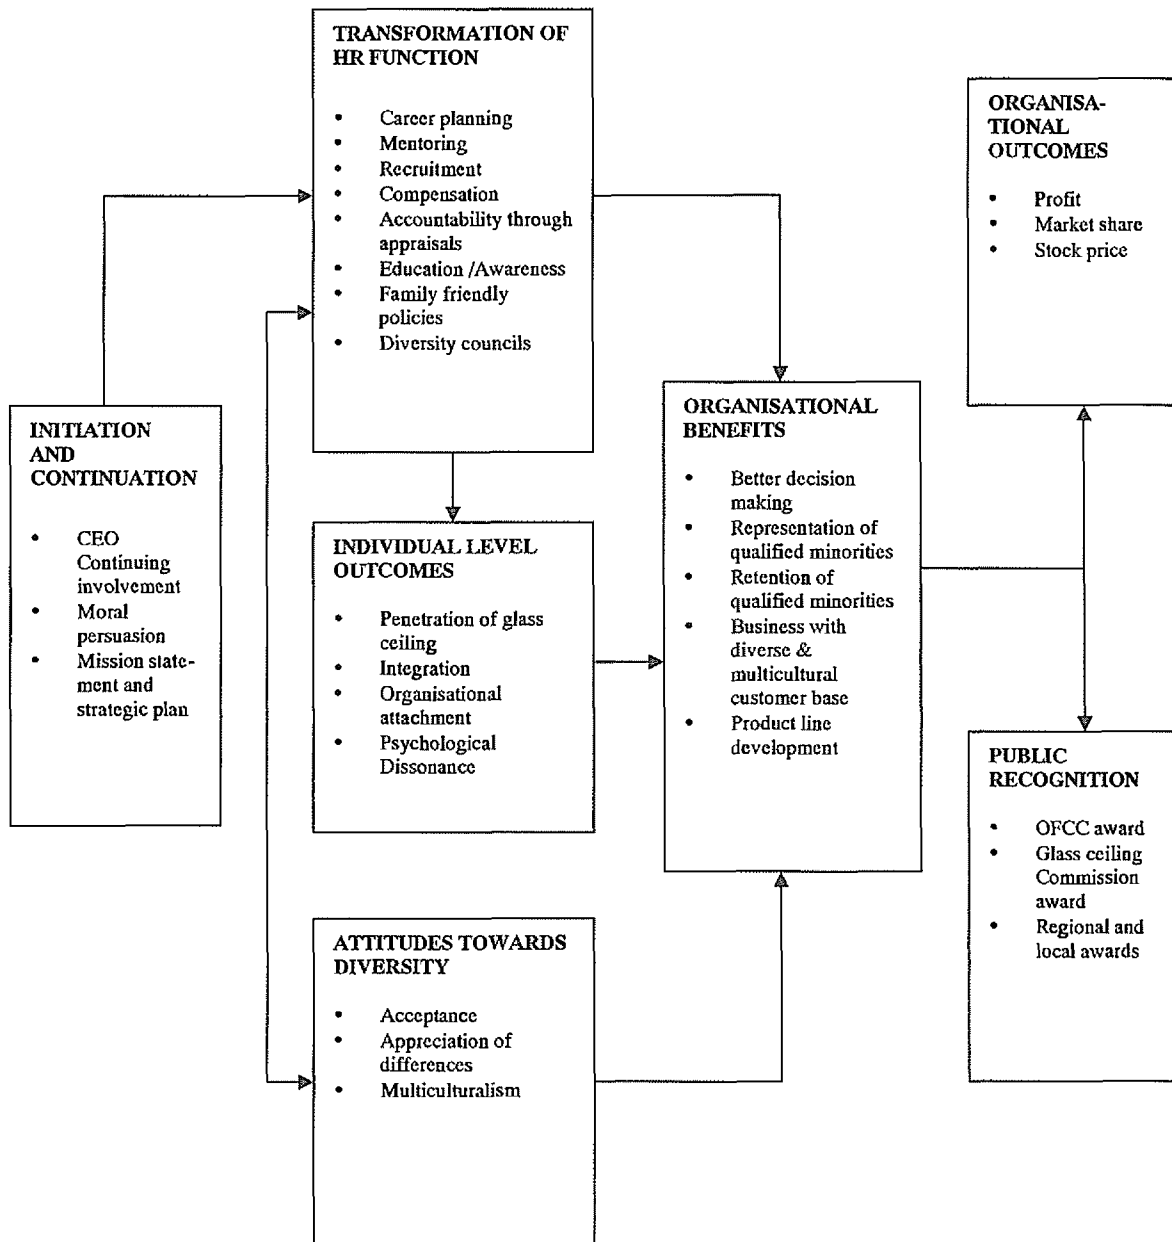 TRANSFORMATION OF
HR FUNCTION
• Career planning
• Mentoring
• Recruitment
• Compensation
• Accountability through
appraisals
• Education /Awareness
• Family friendly
policies
• Diversity councils
ORGANISA-
TIONAL
OUTCOMES
• Profit
• Market share
• Stock price
INITIATION
AND
CONTINUATION
• CEO
Continuing
involvement
• Moral
persuasion
• Mission state-
ment and
strategic plan
INDIVIDUAL LEVEL
OUTCOMES
• Penetration of glass
ceiling
• Integration
• Organisational
attachment
• Psychological
Dissonance
ORGANISATIONAL
BENEFITS
• Better decision
making
• Representation of
qualified minorities
• Retention of
qualified minorities
• Business with
diverse &
multicultural
customer base
• Product line
development
PUBLIC
RECOGNITION
• OFCC award
• Glass ceiling
Commission
award
• Regional and
local awards
ATTITUDES TOWARDS
DIVERSITY
• Acceptance
• Appreciation of
differences
• Multiculturalism